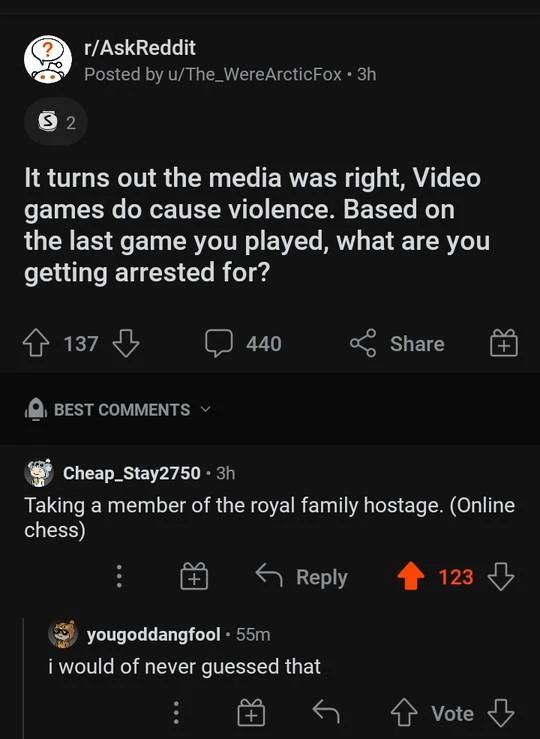 r/AskReddit
Posted by u/The_WereArcticFox • 3h
S 2
It turns out the media was right, Video
games do cause violence. Based on
the last game you played, what are you
getting arrested for?
137 440 Share
BEST COMMENTS
Cheap_Stay2750 • 3h
Taking a member of the royal family hostage. (Online
chess)
Reply 123
yougoddangfool • 55m
i would of never guessed that
Vote